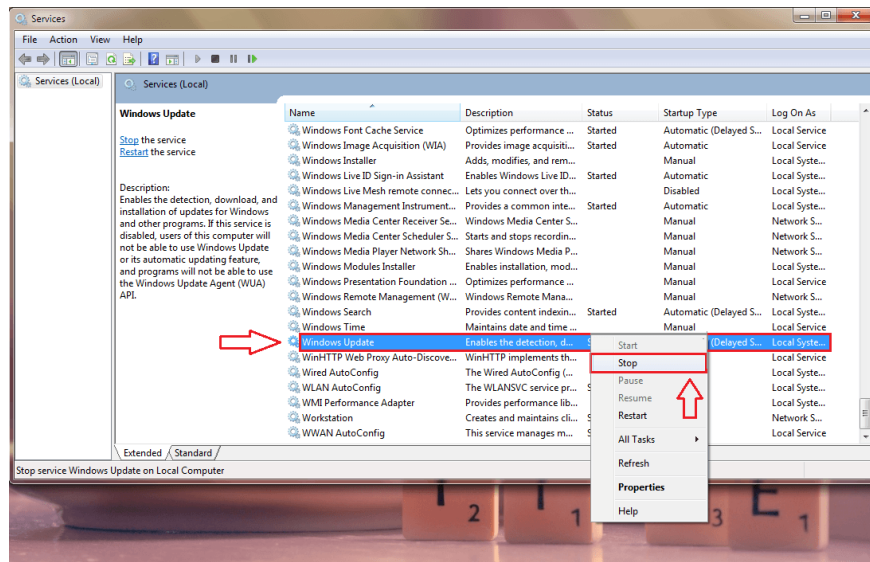 Services
File Action View Help
Services (Local)
Services (Local)
Windows Update
Stop the service
Restart the service
Description:
Enables the detection, download, and
installation of updates for Windows
and other programs. If this service is
disabled, users of this computer will
not be able to use Windows Update
or its automatic updating feature,
and programs will not be able to use
the Windows Update Agent (WUA)
API.
Name Description Status Startup Type Log On As
Windows Font Cache Service Optimizes performance ... Started Automatic (Delayed S... Local Service
Windows Image Acquisition (WIA) Provides image acquisiti... Started Automatic Local Service
Windows Installer Adds, modifies, and rem... Manual Local Syste...
Windows Live ID Sign-in Assistant Enables Windows Live ID... Started Automatic Local Syste...
Windows Live Mesh remote connec... Lets you connect over th... Disabled Local Syste...
Windows Management Instrument... Provides a common inte... Started Automatic Local Syste...
Windows Media Center Receiver Se... Windows Media Center S... Manual Network S...
Windows Media Center Scheduler S... Starts and stops recordin... Manual Network S...
Windows Media Player Network Sh... Shares Windows Media P... Manual Network S...
Windows Modules Installer Enables installation, mod... Manual Local Syste...
Windows Presentation Foundation ... Optimizes performance ... Manual Local Service
Windows Remote Management (W... Windows Remote Mana... Manual Network S...
Windows Search Provides content indexin... Started Automatic (Delayed S... Local Syste...
Windows Time Maintains date and time ... Manual Local Service
Windows Update Enables the detection, d... S (Delayed S... Local Syste...
WinHTTP Web Proxy Auto-Discove... WinHTTP implements th... Local Service
Wired AutoConfig The Wired AutoConfig (... Local Syste...
WLAN AutoConfig The WLANSVC service pr... S Local Syste...
WMI Performance Adapter Provides performance lib... Local Syste...
Workstation Creates and maintains cli... S Network S...
WWAN AutoConfig This service manages m... S Local Service
Start
Stop
Pause
Resume
Restart
All Tasks
Refresh
Properties
Help
Extended Standard
Stop service Windows Update on Local Computer
2 1 3 E 1